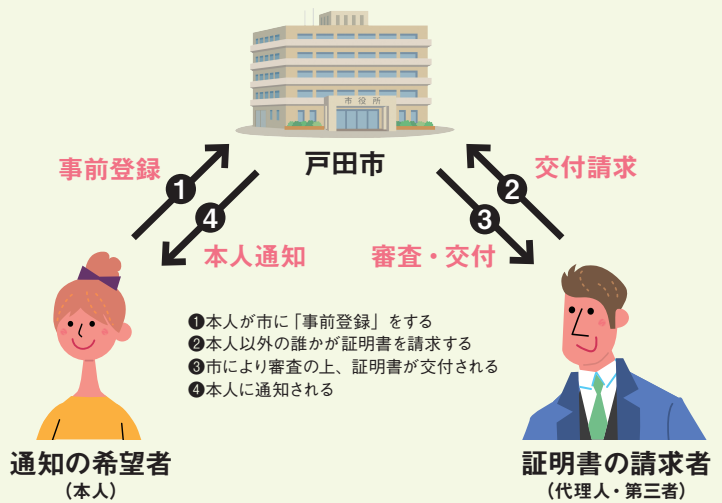 市役所
戸田市
事前登録
❶
❹
本人通知
交付請求
❷
❸
審査・交付
❶本人が市に「事前登録」をする
❷本人以外の誰かが証明書を請求する
❸市により審査の上、証明書が交付される
❹本人に通知される
通知の希望者
（本人）
証明書の請求者
（代理人・第三者）